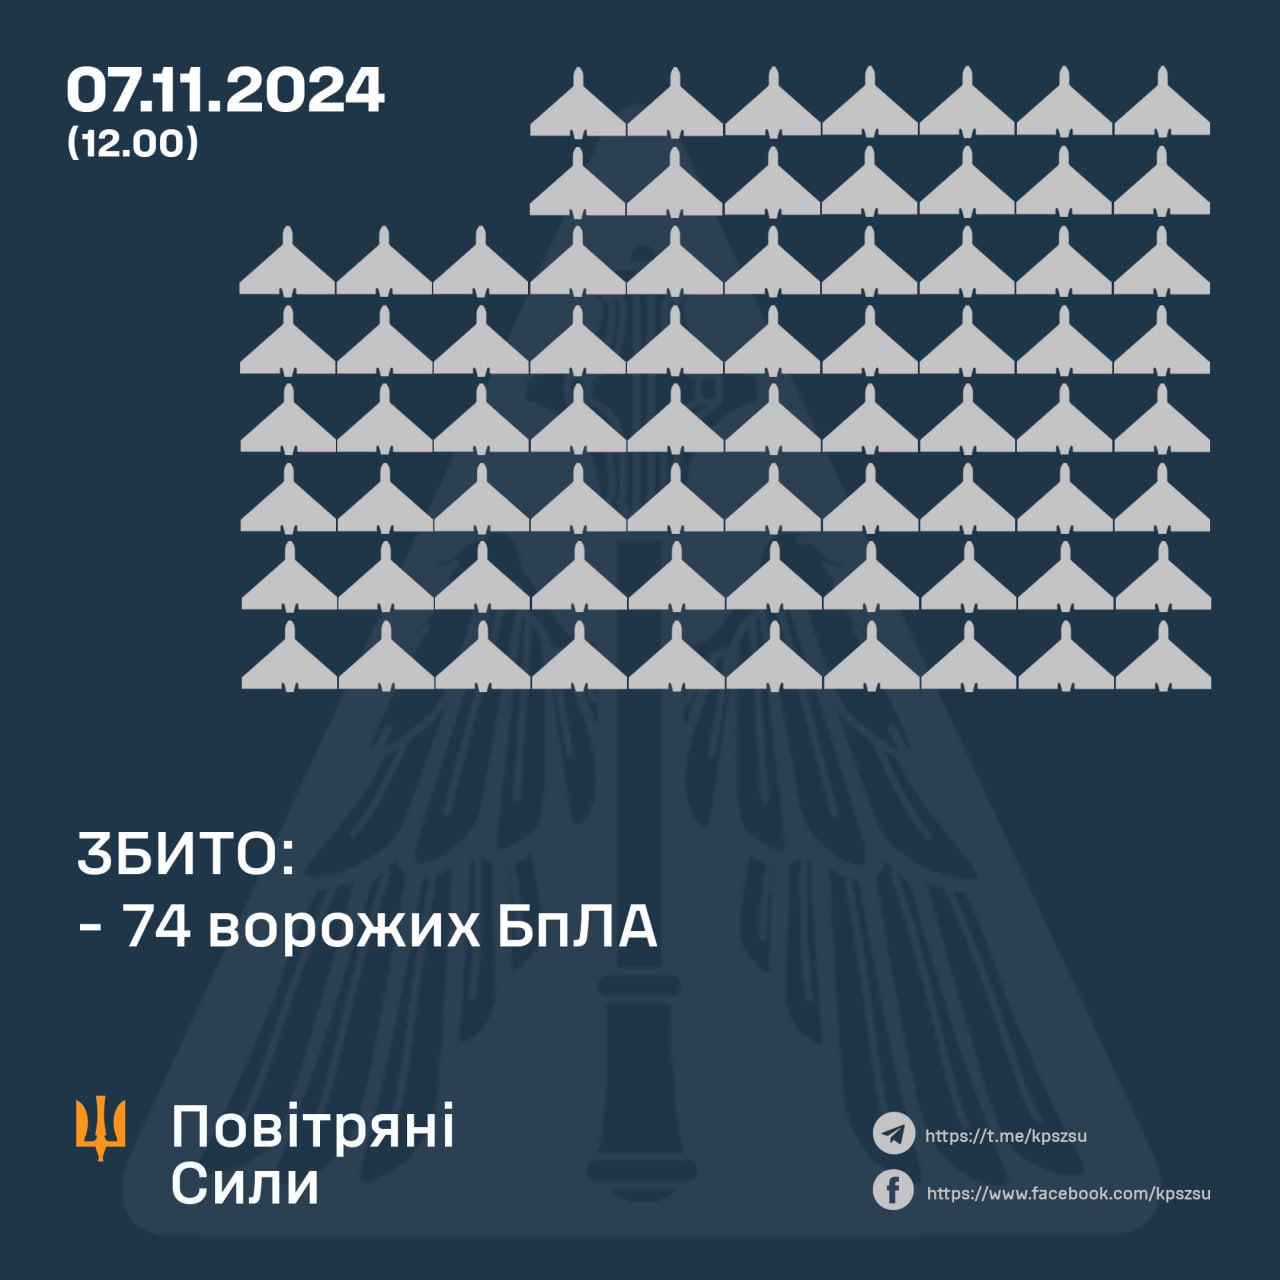 07.11.2024
(12.00)
ЗБИТО:
- 74 ворожих БпЛА
Повітряні
Сили
https://t.me/kpszsu
https://www.facebook.com/kpszsu